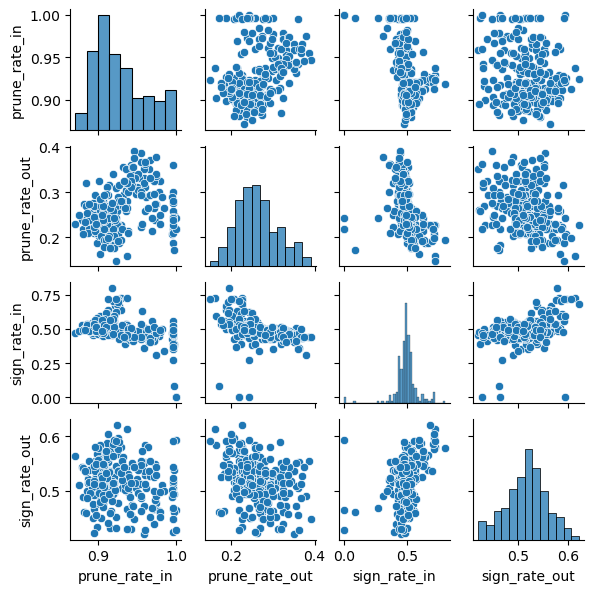 1.00
0.95
0.90
prune_rate_in
0.4
0.3
0.2
prune_rate_out
0.75
0.50
0.25
0.00
sign_rate_in
0.6
0.5
sign_rate_out
0.9 1.0
prune_rate_in
0.2 0.4
prune_rate_out
0.0 0.5
sign_rate_in
0.5 0.6
sign_rate_out